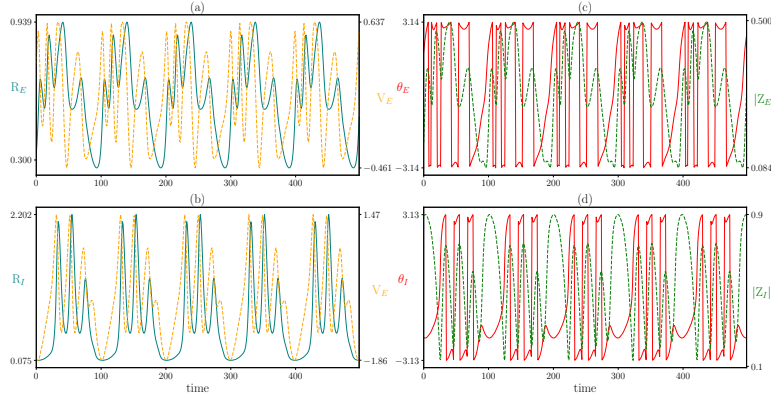 (a)
0.939
0.637
R_E
V_E
0.300
−0.461
0
100
200
300
400
(c)
3.14
0.500
θ_E
|Z_E
−3.14
0.084
0
100
200
300
400
(b)
2.202
1.47
R_I
V_E
0.075
−1.86
0
100
200
300
400
time
(d)
3.13
0.9
θ_I
|Z_I|
−3.13
0.1
0
100
200
300
400
time